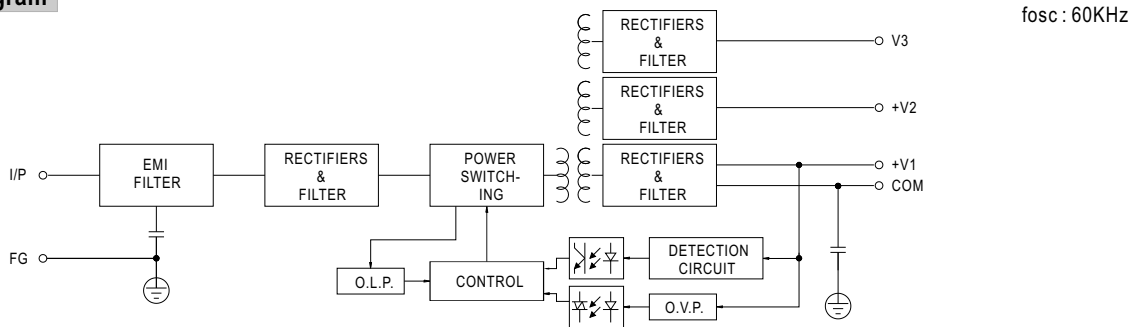 gram
fosc : 60KHz
RECTIFIERS
&
FILTER
V3
RECTIFIERS
&
FILTER
+V2
I/P
EMI
FILTER
RECTIFIERS
&
FILTER
POWER
SWITCH-
ING
RECTIFIERS
&
FILTER
+V1
COM
FG
O.L.P.
CONTROL
DETECTION
CIRCUIT
O.V.P.